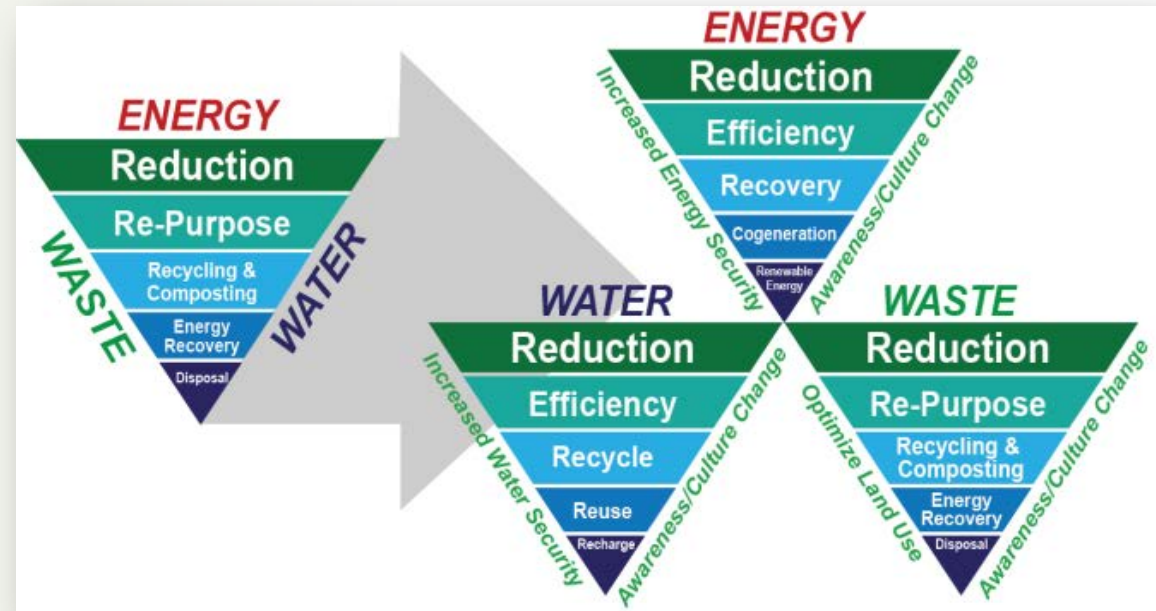 ENERGY
Reduction
Re-Purpose
Recycling &
Composting
Energy
Recovery
Disposal
WASTE
WATER
ENERGY
Reduction
Efficiency
Recovery
Cogeneration
Renewable
Energy
Increased Energy Security
Awareness/Culture Change
WATER
Reduction
Efficiency
Recycle
Reuse
Recharge
Increased Water Security
Awareness/Culture Change
WASTE
Reduction
Re-Purpose
Recycling &
Composting
Energy
Recovery
Disposal
Optimize Land Use
Awareness/Culture Change